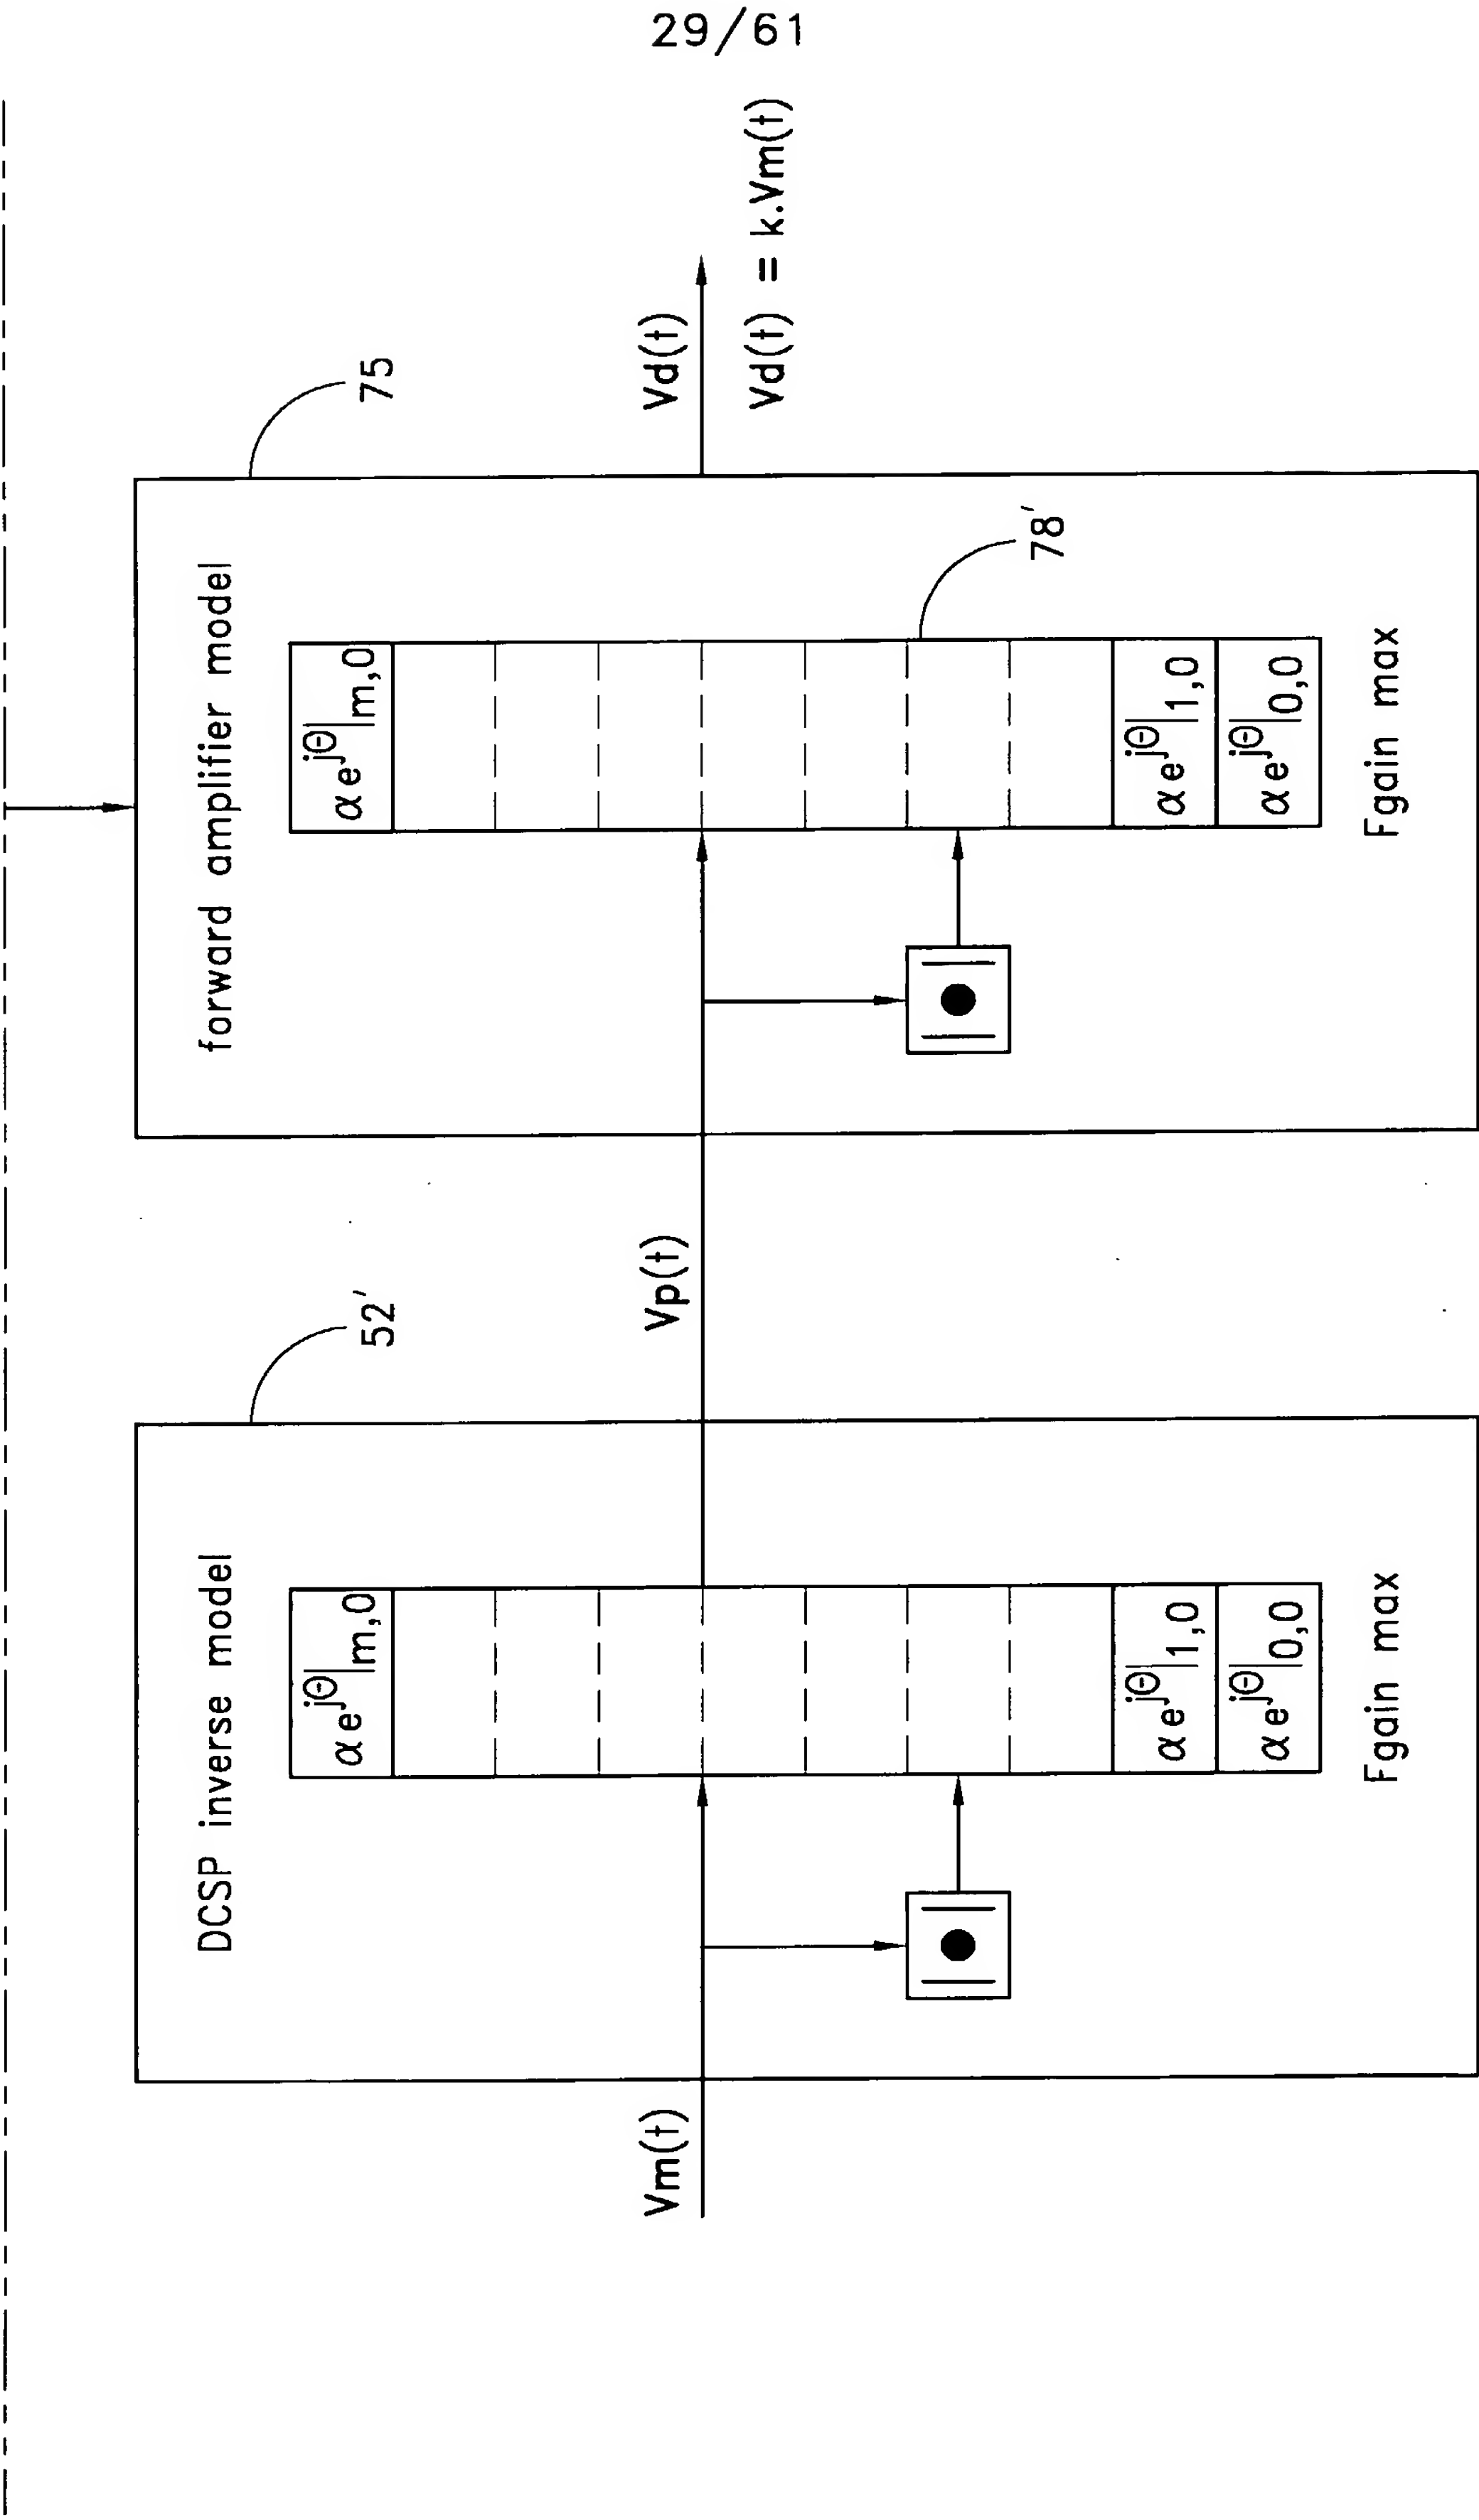 29/61
DCSP inverse model
52'
αe^jΘ|m,0
αe^jΘ|1,0
αe^jΘ|0,0
Fgain max
Vm(t)
Vp(t)
forward amplifier model
75
αe^jΘ|m,0
78'
αe^jΘ|1,0
αe^jΘ|0,0
Fgain max
Vd(t)
Vd(t) = k.Vm(t)